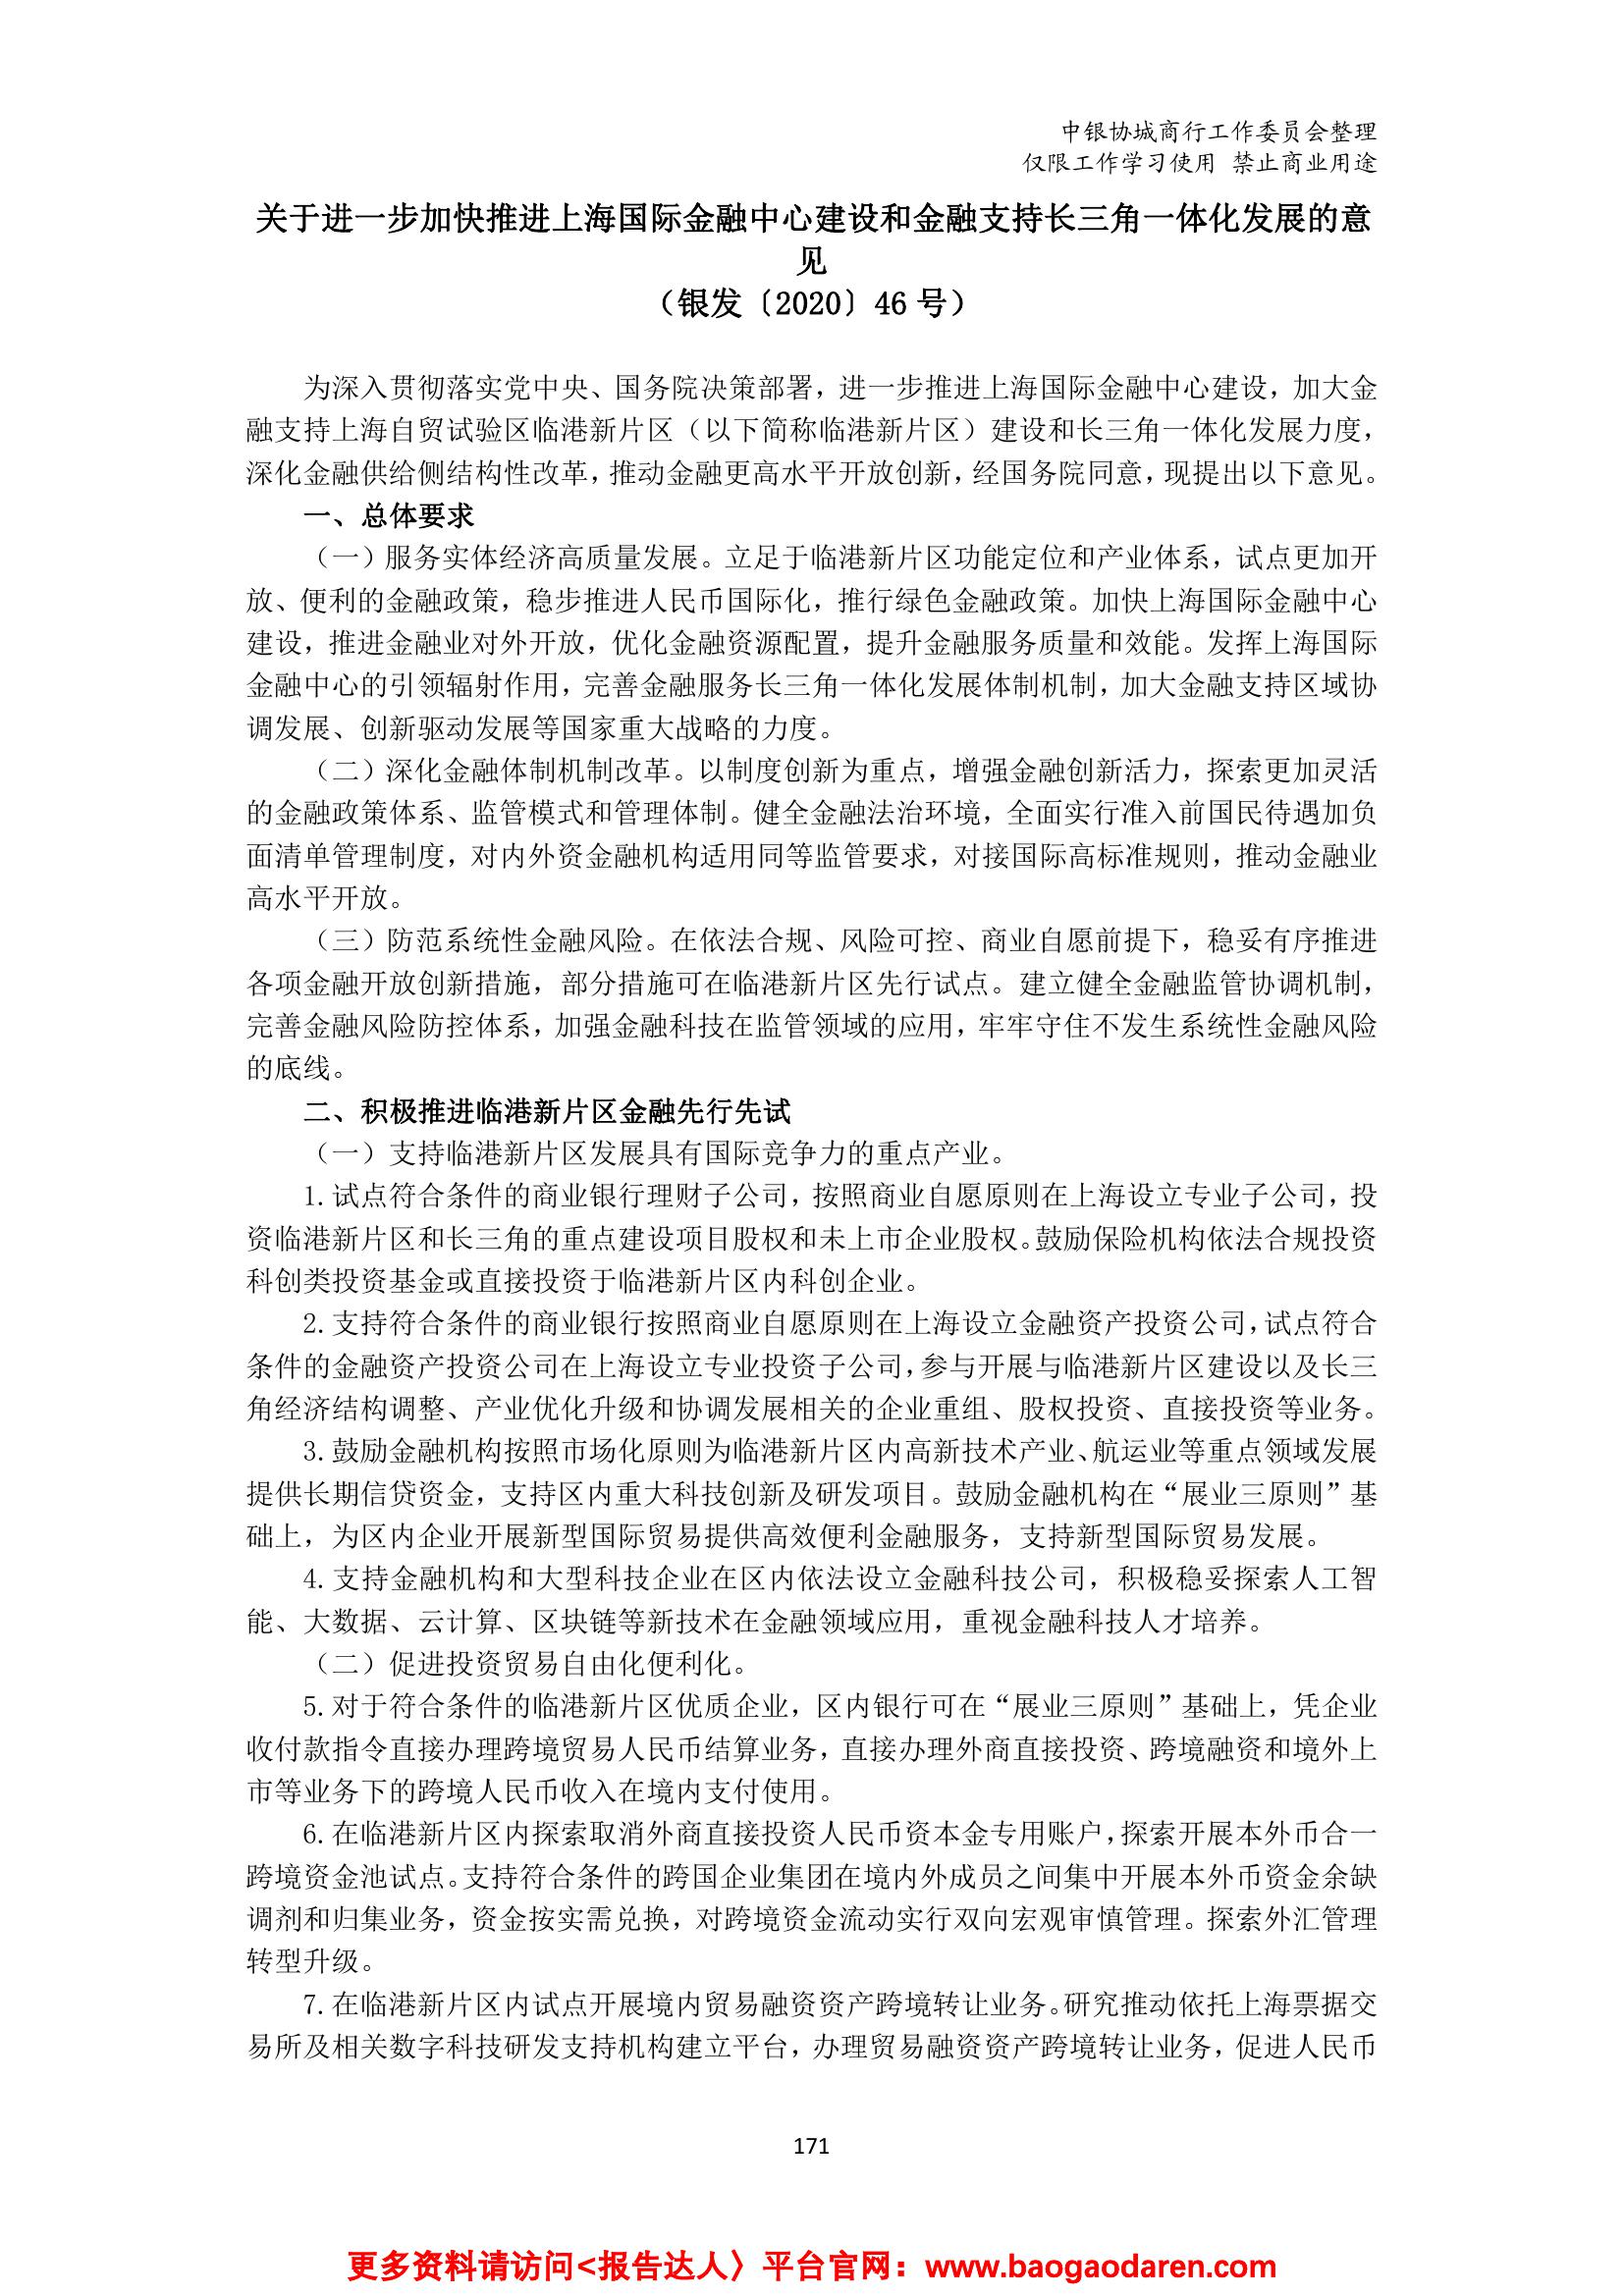 中银协城商行工作委员会整理
仅限工作学习使用 禁止商业用途
关于进一步加快推进上海国际金融中心建设和金融支持长三角一体化发展的意
见
（银发〔2020〕46 号）
为深入贯彻落实党中央、国务院决策部署，进一步推进上海国际金融中心建设，加大金
融支持上海自贸试验区临港新片区（以下简称临港新片区）建设和长三角一体化发展力度，
深化金融供给侧结构性改革，推动金融更高水平开放创新，经国务院同意，现提出以下意见。
一、总体要求
（一）服务实体经济高质量发展。立足于临港新片区功能定位和产业体系，试点更加开
放、便利的金融政策，稳步推进人民币国际化，推行绿色金融政策。加快上海国际金融中心
建设，推进金融业对外开放，优化金融资源配置，提升金融服务质量和效能。发挥上海国际
金融中心的引领辐射作用，完善金融服务长三角一体化发展体制机制，加大金融支持区域协
调发展、创新驱动发展等国家重大战略的力度。
（二）深化金融体制机制改革。以制度创新为重点，增强金融创新活力，探索更加灵活
的金融政策体系、监管模式和管理体制。健全金融法治环境，全面实行准入前国民待遇加负
面清单管理制度，对内外资金融机构适用同等监管要求，对接国际高标准规则，推动金融业
高水平开放。
（三）防范系统性金融风险。在依法合规、风险可控、商业自愿前提下，稳妥有序推进
各项金融开放创新措施，部分措施可在临港新片区先行试点。建立健全金融监管协调机制，
完善金融风险防控体系，加强金融科技在监管领域的应用，牢牢守住不发生系统性金融风险
的底线。
二、积极推进临港新片区金融先行先试
（一）支持临港新片区发展具有国际竞争力的重点产业。
1.试点符合条件的商业银行理财子公司，按照商业自愿原则在上海设立专业子公司，投
资临港新片区和长三角的重点建设项目股权和未上市企业股权。鼓励保险机构依法合规投资
科创类投资基金或直接投资于临港新片区内科创企业。
2.支持符合条件的商业银行按照商业自愿原则在上海设立金融资产投资公司，试点符合
条件的金融资产投资公司在上海设立专业投资子公司，参与开展与临港新片区建设以及长三
角经济结构调整、产业优化升级和协调发展相关的企业重组、股权投资、直接投资等业务。
3.鼓励金融机构按照市场化原则为临港新片区内高新技术产业、航运业等重点领域发展
提供长期信贷资金，支持区内重大科技创新及研发项目。鼓励金融机构在“展业三原则”基
础上，为区内企业开展新型国际贸易提供高效便利金融服务，支持新型国际贸易发展。
4.支持金融机构和大型科技企业在区内依法设立金融科技公司，积极稳妥探索人工智
能、大数据、云计算、区块链等新技术在金融领域应用，重视金融科技人才培养。
（二）促进投资贸易自由化便利化。
5.对于符合条件的临港新片区优质企业，区内银行可在“展业三原则”基础上，凭企业
收付款指令直接办理跨境贸易人民币结算业务，直接办理外商直接投资、跨境融资和境外上
市等业务下的跨境人民币收入在境内支付使用。
6.在临港新片区内探索取消外商直接投资人民币资本金专用账户，探索开展本外币合一
跨境资金池试点。支持符合条件的跨国企业集团在境内外成员之间集中开展本外币资金余缺
调剂和归集业务，资金按实需兑换，对跨境资金流动实行双向宏观审慎管理。探索外汇管理
转型升级。
7.在临港新片区内试点开展境内贸易融资资产跨境转让业务。研究推动依托上海票据交
易所及相关数字科技研发支持机构建立平台，办理贸易融资资产跨境转让业务，促进人民币
171
更多资料请访问<报告达人〉平台官网：www.baogaodaren.com